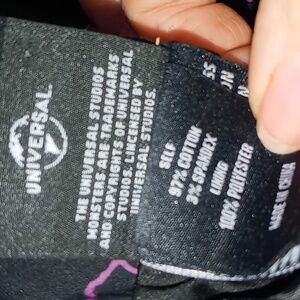 UNIVERSAL
THE UNIVERSAL STUDIOS
MONSTERS ARE TRADEMARKS
AND COPYRIGHTS OF UNIVERSAL
STUDIOS. LICENSED BY
UNIVERSAL STUDIOS.
SELF
97% COTTON
3% SPANDEX
LINING
100% POLYESTER
MADE IN CHINA